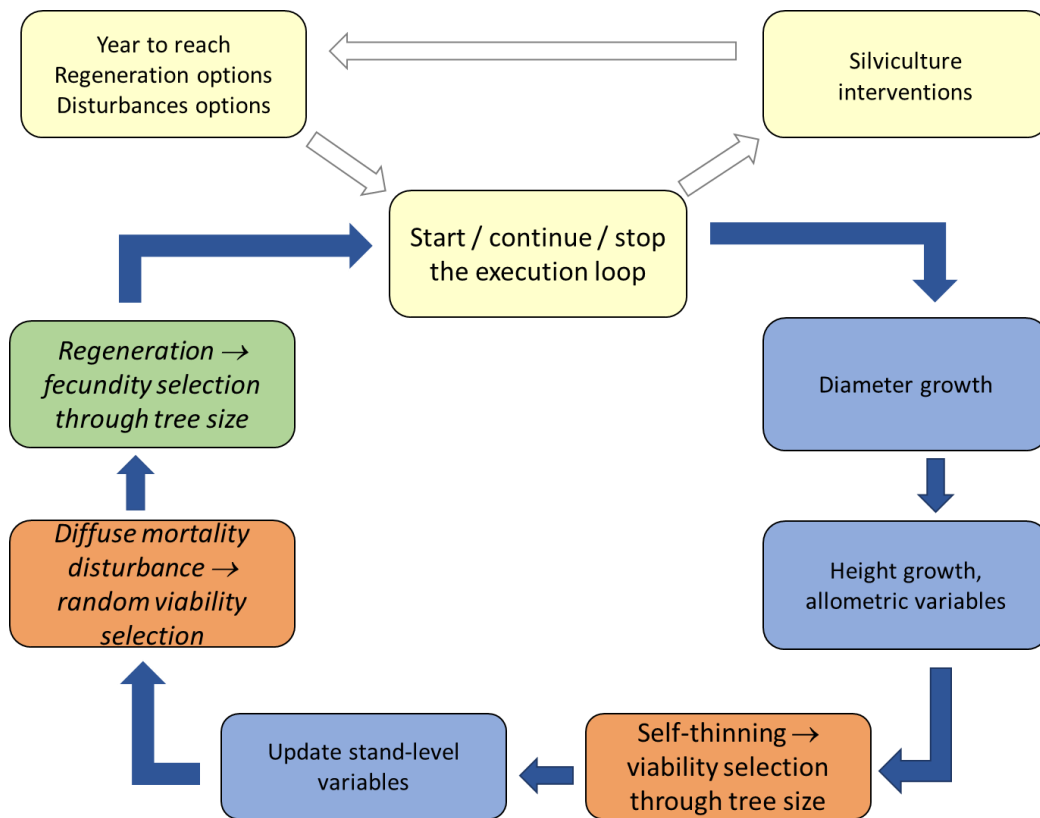 Year to reach
Regeneration options
Disturbances options
Silviculture
interventions
Start / continue / stop
the execution loop
Regeneration →
fecundity selection
through tree size
Diameter growth
Diffuse mortality
disturbance →
random viability
selection
Height growth,
allometric variables
Update stand-level
variables
Self-thinning →
viability selection
through tree size